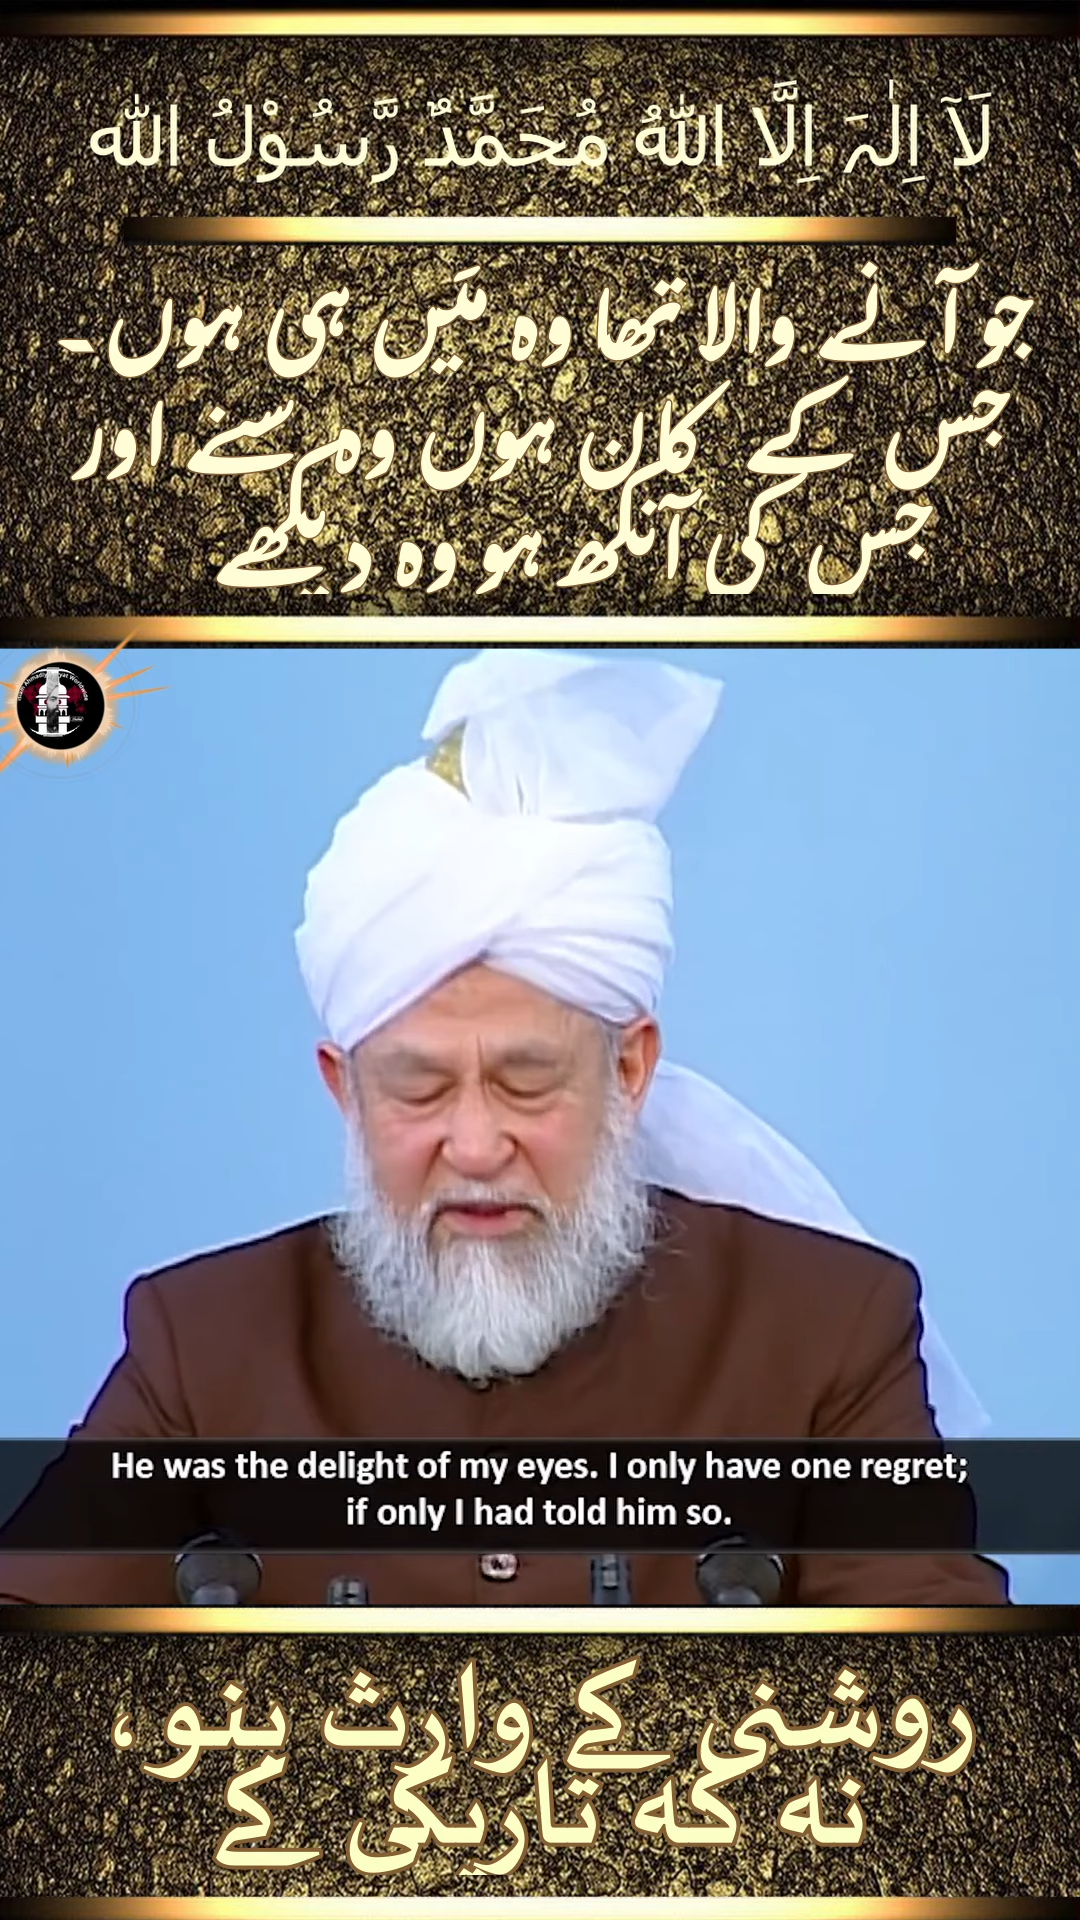 لَآ اِلٰہَ اِلَّا اللّٰهُ مُحَمَّدٌ رَّسُوْلُ اللّٰه
جو آنے والا تھا وہ مَیں ہی ہوں۔
جس کے کان ہوں وہ سنے اور
جس کی آنکھ ہو وہ دیکھے
He was the delight of my eyes. I only have one regret;
if only I had told him so.
روشنی کے وارث بنو،
نہ کہ تاریکی کے